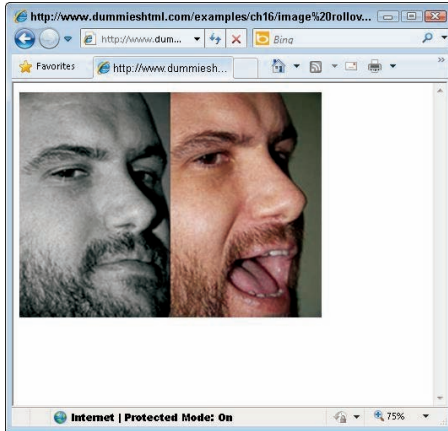 http://www.dummieshtml.com/examples/ch16/image%20rollov...
http://www.dum...
Bing
Favorites
http://www.dummiesh...
Internet | Protected Mode: On
75%